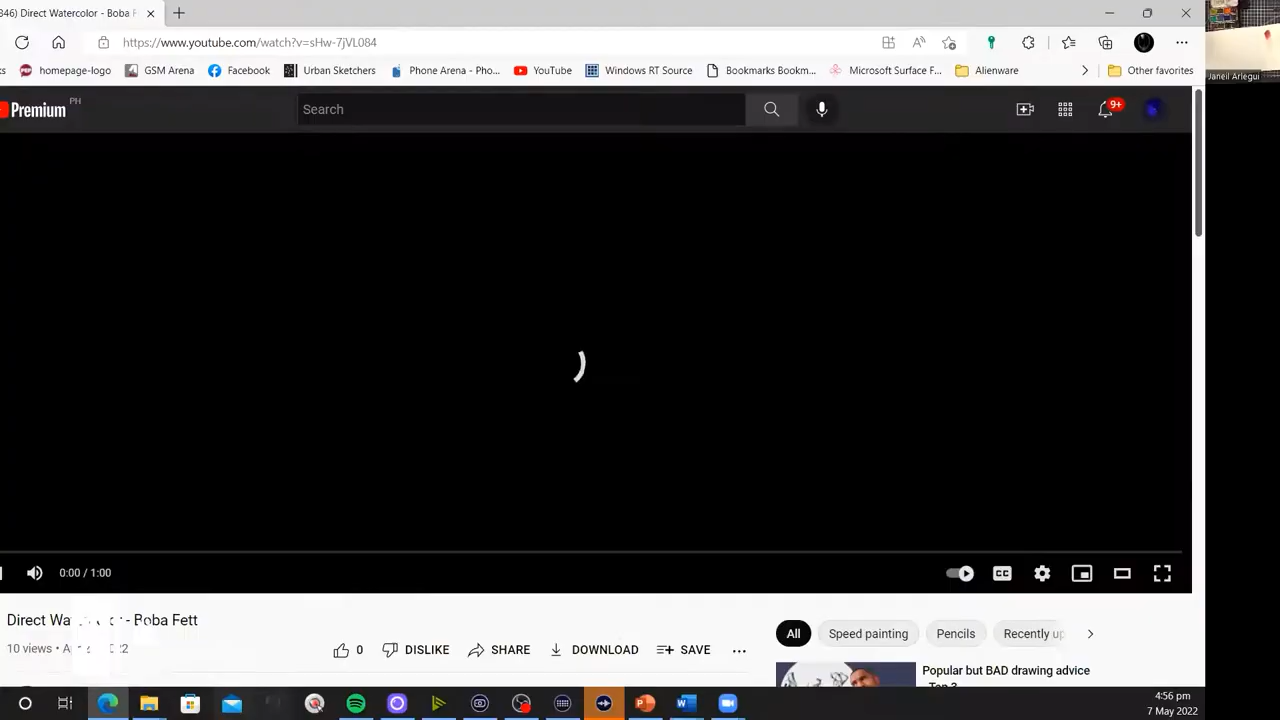 346) Direct Watercolor - Boba F
Janeil Arlegui
https://www.youtube.com/watch?v=sHw-7jVL084
homepage-logo GSM Arena Facebook Urban Sketchers Phone Arena - Pho... YouTube Windows RT Source Bookmarks Bookm... Microsoft Surface F... Alienware Other favorites
Premium PH Search 9+
0:00 / 1:00 CC
Direct Wa - Boba Fett
10 views • 22 0 DISLIKE SHARE DOWNLOAD SAVE ...
All Speed painting Pencils Recently up
Popular but BAD drawing advice
4:56 pm
7 May 2022